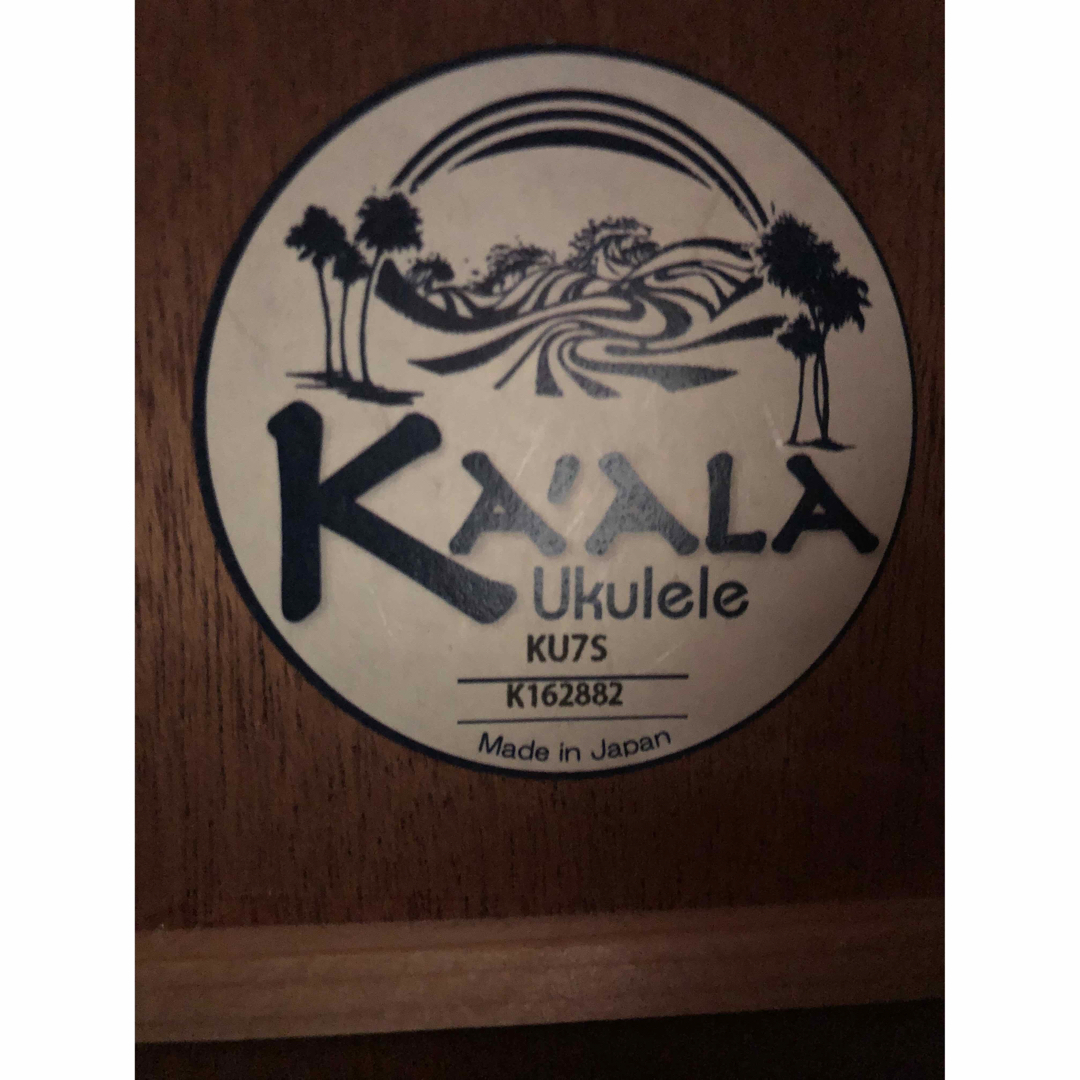 KA'ALA
Ukulele
KU7S
K162882
Made in Japan